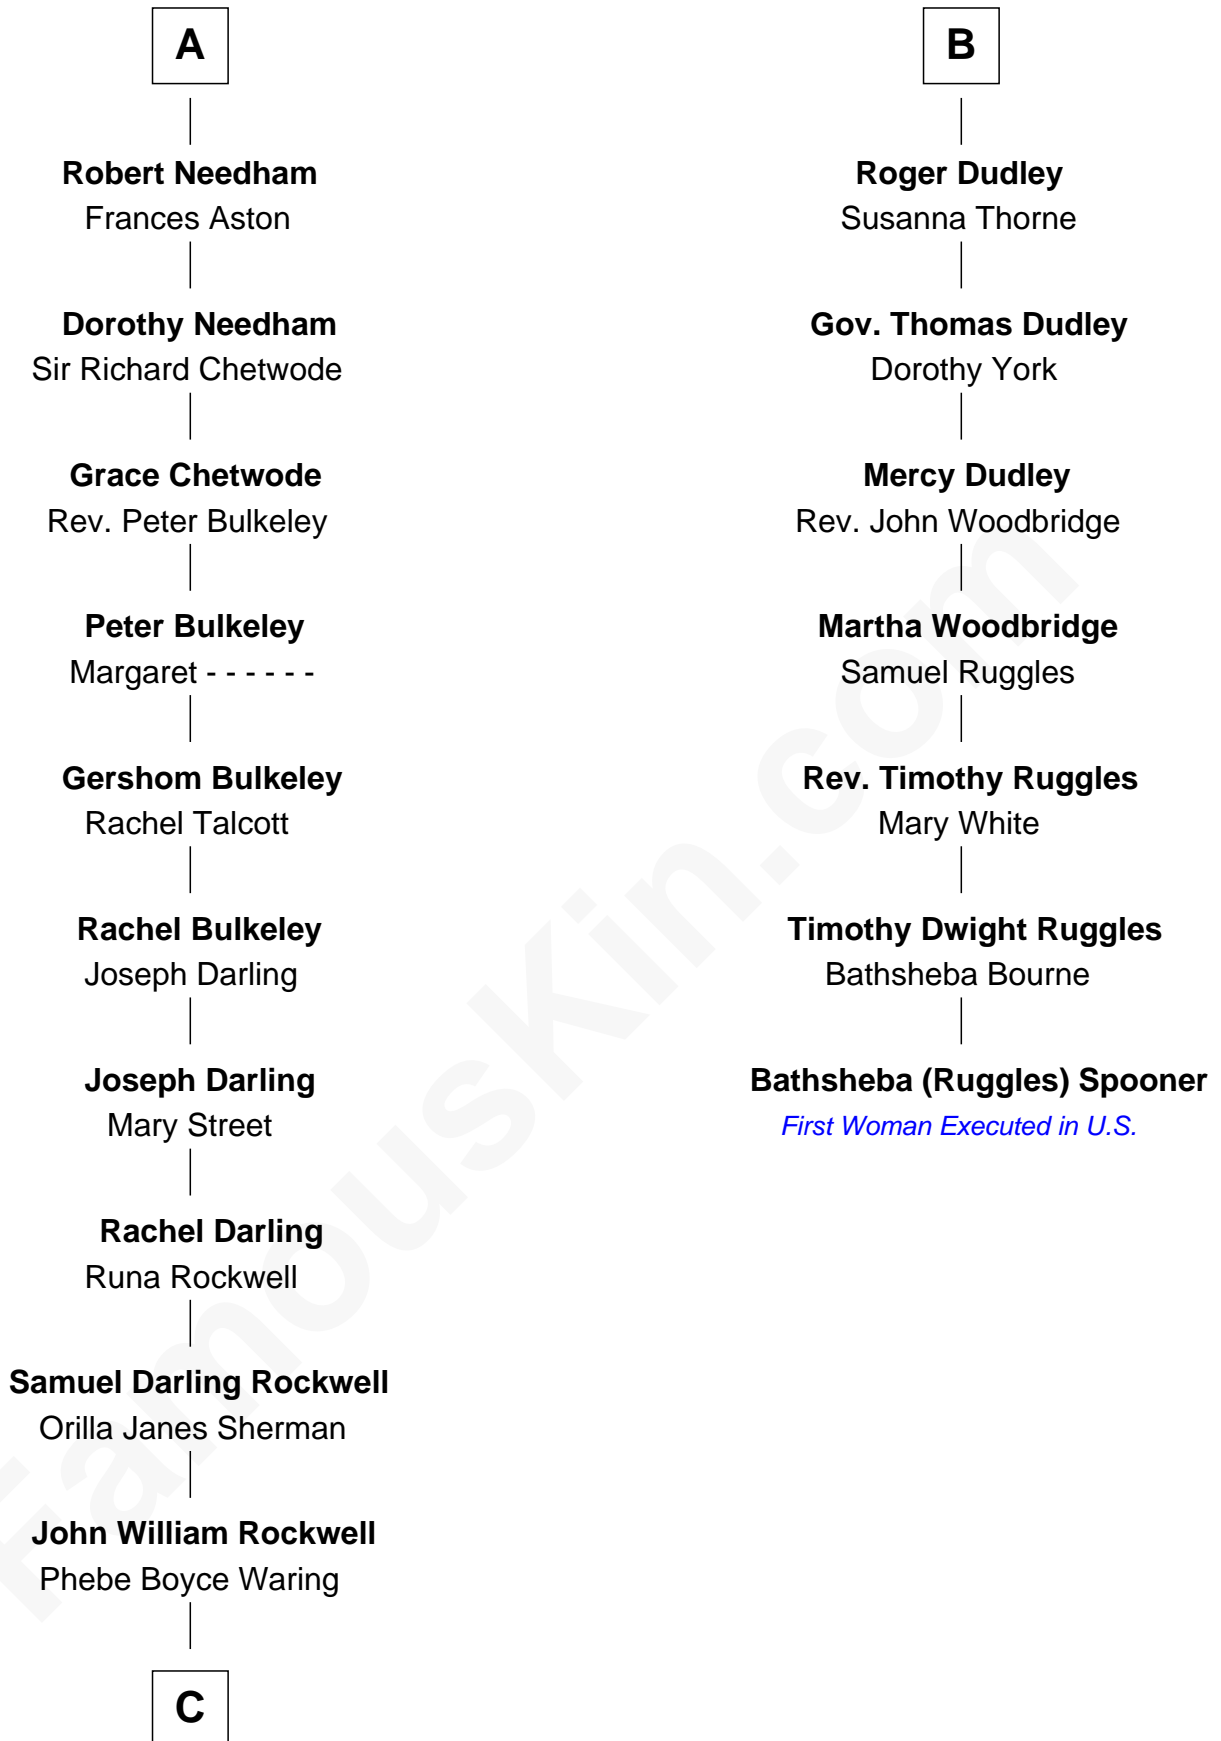 A
Robert Needham
Frances Aston
Dorothy Needham
Sir Richard Chetwode
Grace Chetwode
Rev. Peter Bulkeley
Peter Bulkeley
Margaret - - - - - -
Gershom Bulkeley
Rachel Talcott
Rachel Bulkeley
Joseph Darling
Joseph Darling
Mary Street
Rachel Darling
Runa Rockwell
Samuel Darling Rockwell
Orilla Janes Sherman
John William Rockwell
Phebe Boyce Waring
C
B
Roger Dudley
Susanna Thorne
Gov. Thomas Dudley
Dorothy York
Mercy Dudley
Rev. John Woodbridge
Martha Woodbridge
Samuel Ruggles
Rev. Timothy Ruggles
Mary White
Timothy Dwight Ruggles
Bathsheba Bourne
Bathsheba (Ruggles) Spooner
First Woman Executed in U.S.
FamousKin.com